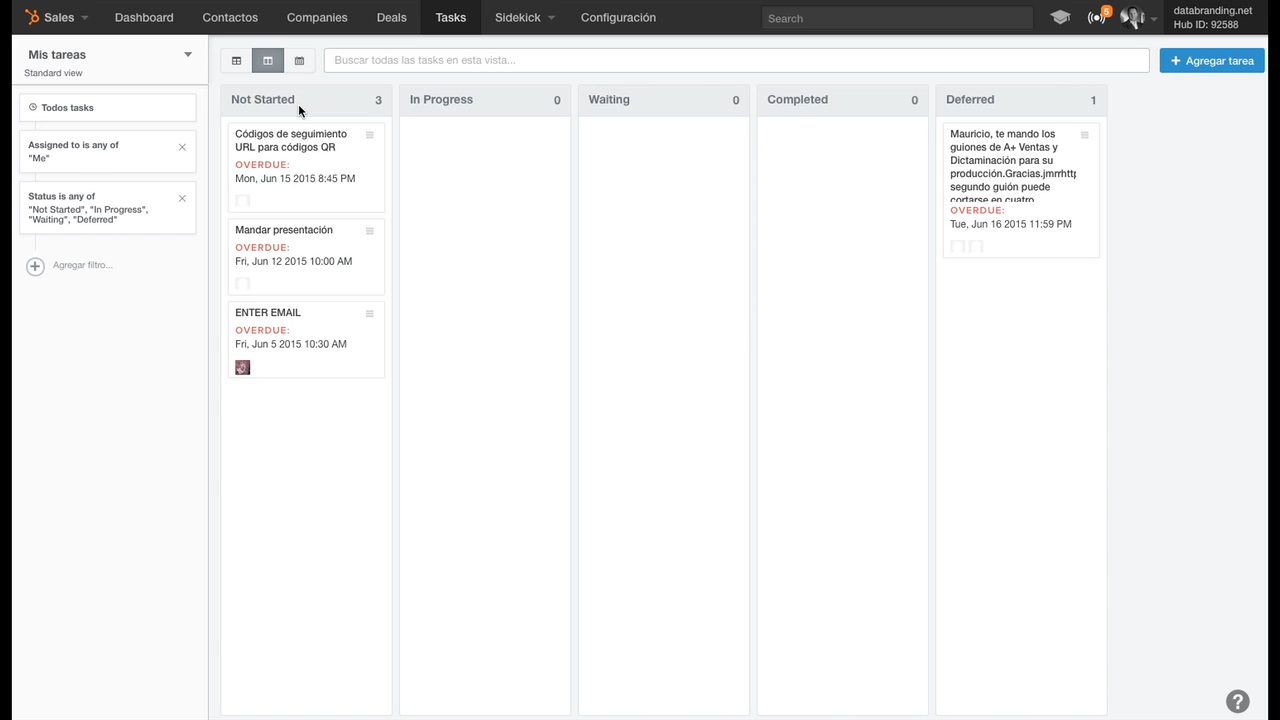 Sales
Dashboard
Contactos
Companies
Deals
Tasks
Sidekick
Configuración
Search
5
databranding.net
Hub ID: 92588
Mis tareas
Standard view
Todos tasks
Assigned to is any of
"Me"
Status is any of
"Not Started", "In Progress",
"Waiting", "Deferred"
Agregar filtro...
Buscar todas las tasks en esta vista...
Agregar tarea
Not Started 3
Códigos de seguimiento
URL para códigos QR
OVERDUE:
Mon, Jun 15 2015 8:45 PM
Mandar presentación
OVERDUE:
Fri, Jun 12 2015 10:00 AM
ENTER EMAIL
OVERDUE:
Fri, Jun 5 2015 10:30 AM
In Progress 0
Waiting 0
Completed 0
Deferred 1
Mauricio, te mando los
guiones de A+ Ventas y
Dictaminación para su
producción.Gracias.jmrrhttp
segundo guión puede
cortarse en cuatro
OVERDUE:
Tue, Jun 16 2015 11:59 PM
?